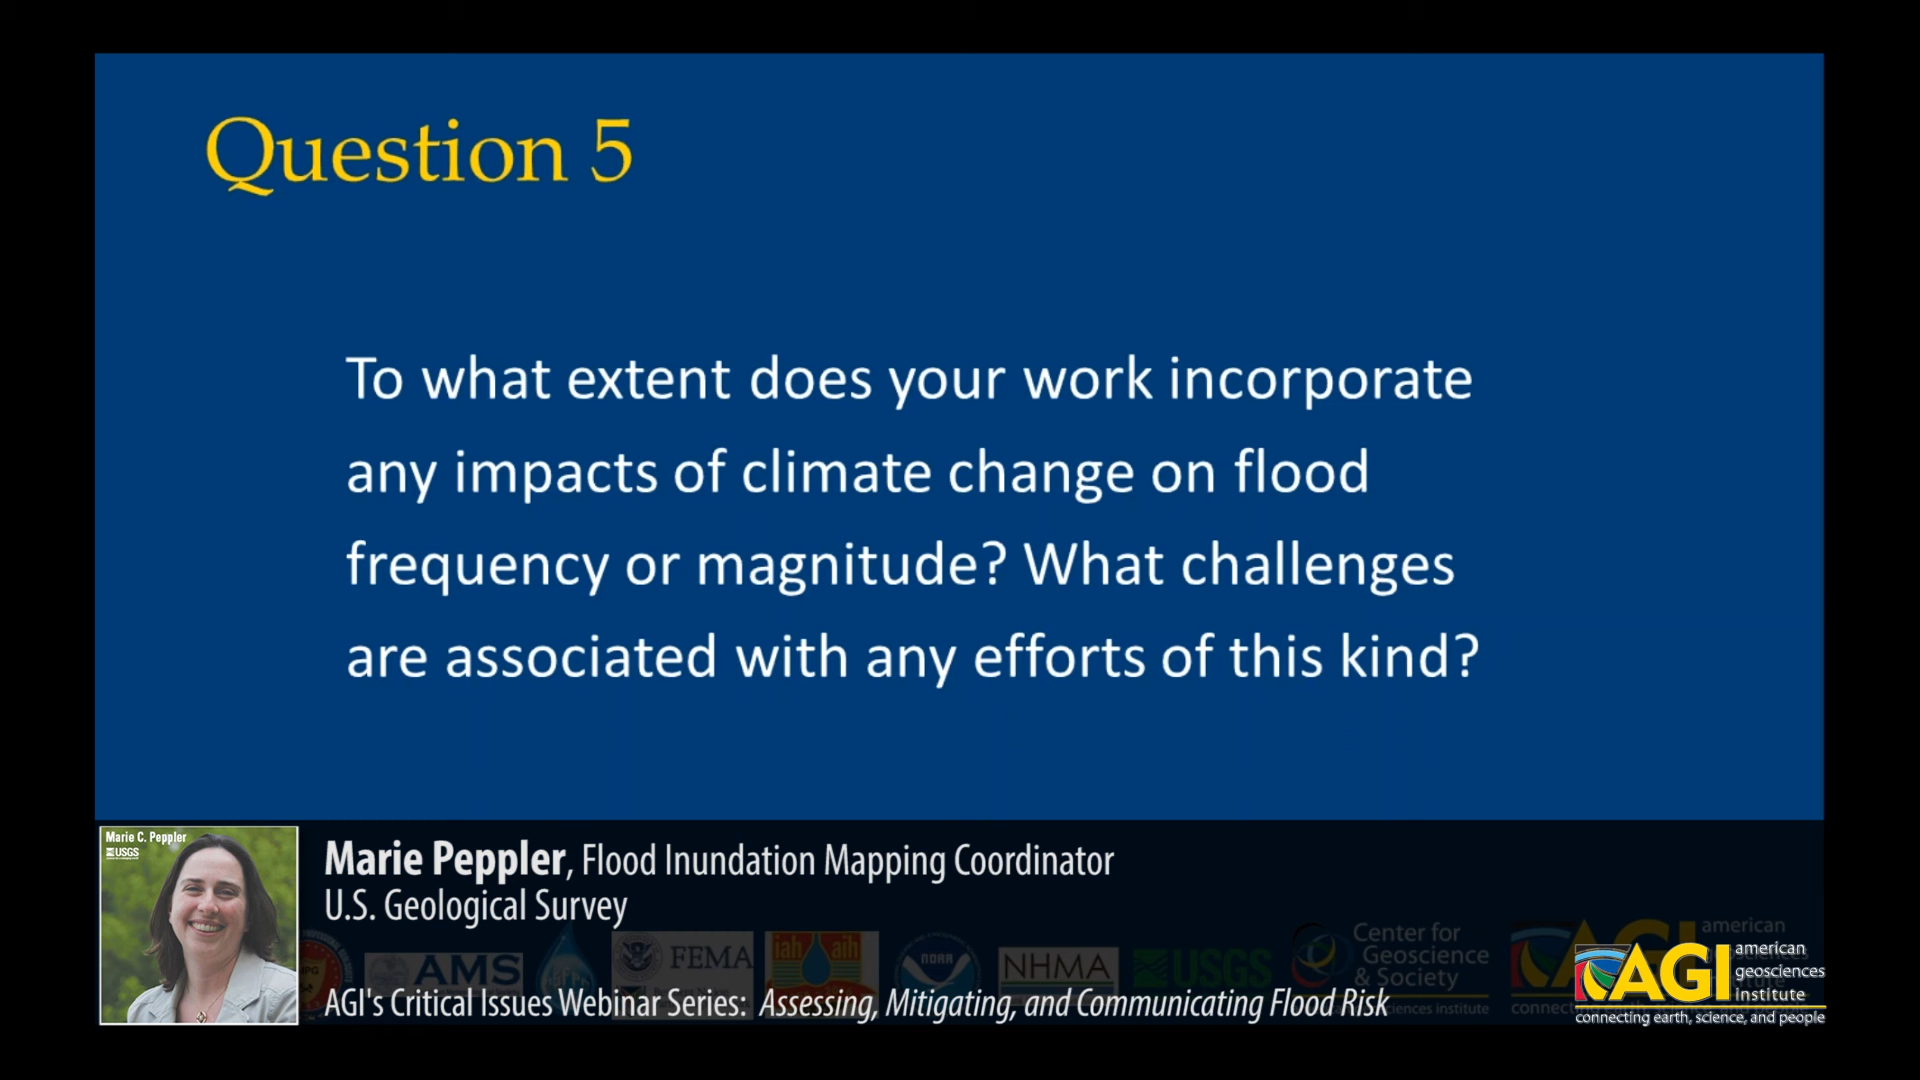 Question 5
To what extent does your work incorporate
any impacts of climate change on flood
frequency or magnitude? What challenges
are associated with any efforts of this kind?
Marie C. Peppler
USGS
Marie Peppler, Flood Inundation Mapping Coordinator
U.S. Geological Survey
AMS
FEMA
iah aih
NOAA
NHMA
USGS
Center for
Geoscience
& Society
american
AGI's Critical Issues Webinar Series: Assessing, Mitigating, and Communicating Flood Risk
AGI american
geosciences
institute
connecting earth, science, and people